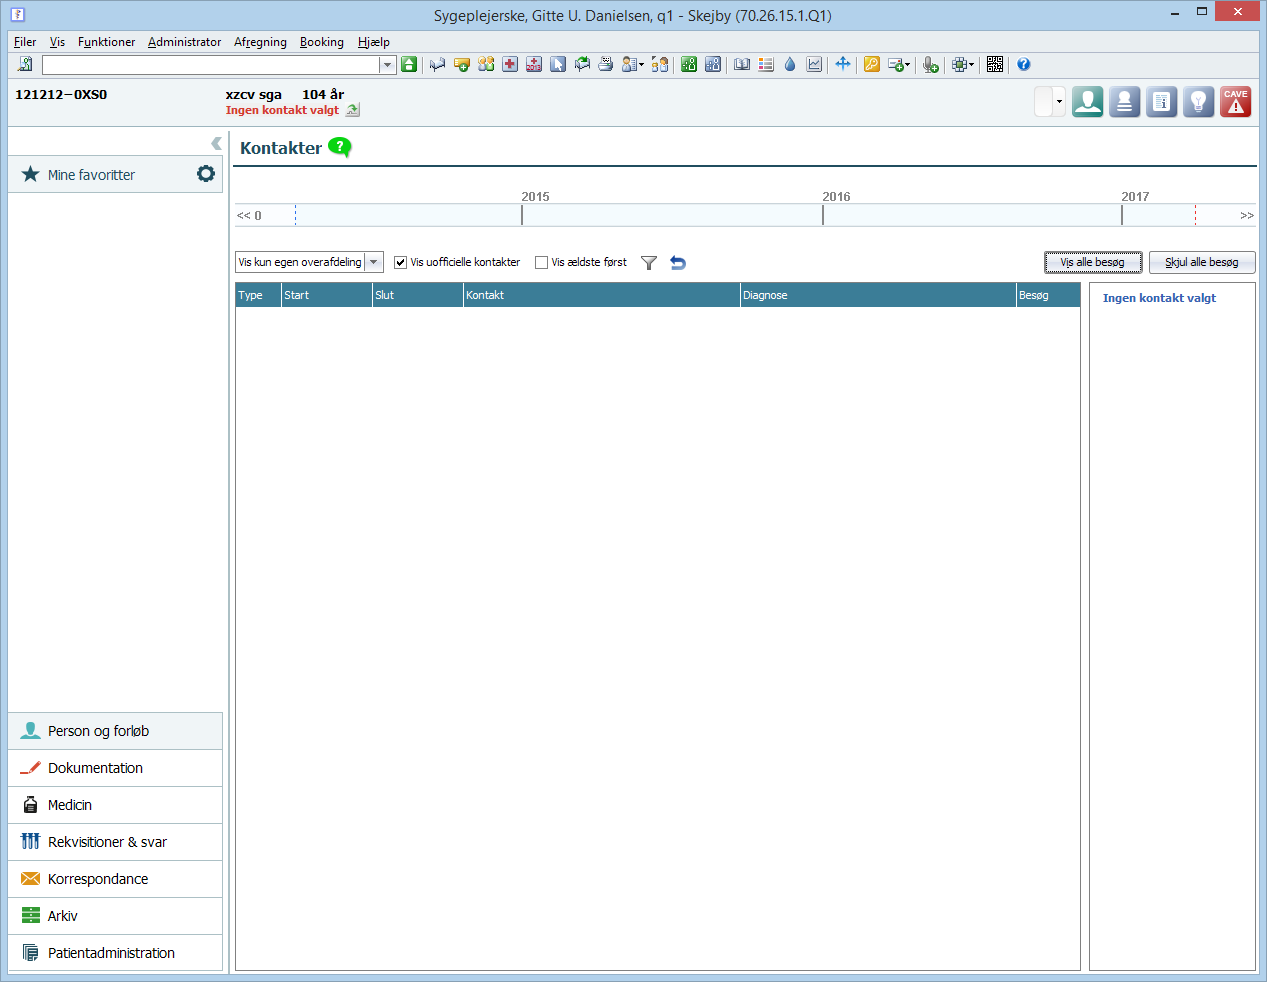 Sygeplejerske, Gitte U. Danielsen, q1 - Skejby (70.26.15.1.Q1)
Filer Vis Funktioner Administrator Afregning Booking Hjælp
121212-0XS0 xzcv sga 104 år
Ingen kontakt valgt
CAVE
Kontakter ?
Mine favoritter
2015 2016 2017
<< 0 >>
Vis kun egen overafdeling Vis uofficielle kontakter Vis ældste først Vis alle besøg Skjul alle besøg
Type Start Slut Kontakt Diagnose Besøg
Ingen kontakt valgt
Person og forløb
Dokumentation
Medicin
Rekvisitioner & svar
Korrespondance
Arkiv
Patientadministration